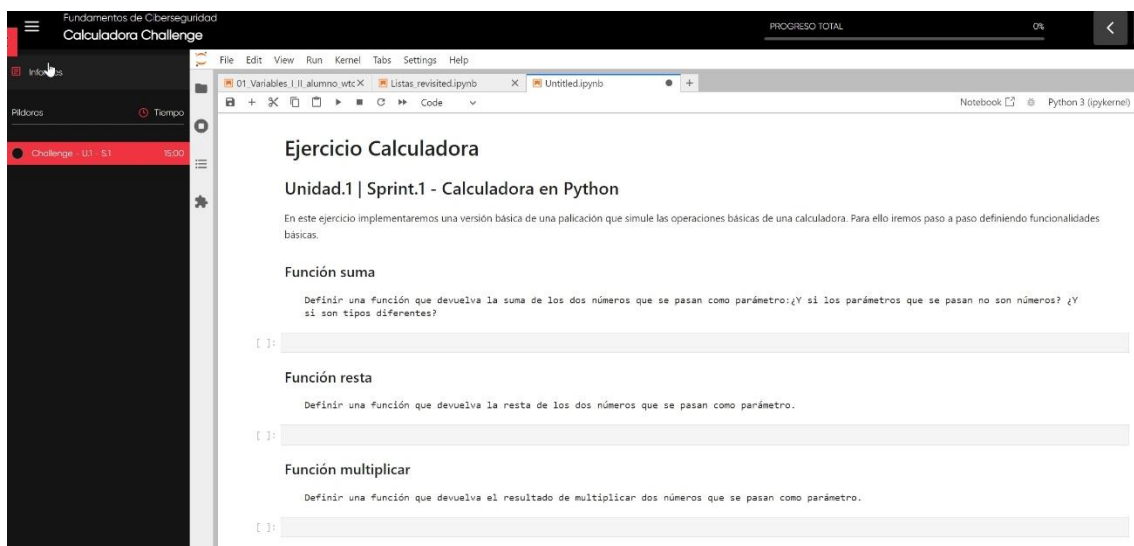 Fundamentos de Ciberseguridad
Calculadora Challenge
PROGRESO TOTAL
0%
Píldoras
Tiempo
Challenge - U.1 - S.1
15:00
File Edit View Run Kernel Tabs Settings Help
01_Variables_I_II_alumno_wtc
Listas_revisited.ipynb
Untitled.ipynb
Code
Notebook
Python 3 (ipykernel)
Ejercicio Calculadora
Unidad.1 | Sprint.1 - Calculadora en Python
En este ejercicio implementaremos una versión básica de una palicación que simule las operaciones básicas de una calculadora. Para ello iremos paso a paso definiendo funcionalidades
básicas.
Función suma
Definir una función que devuelva la suma de los dos números que se pasan como parámetro:¿Y si los parámetros que se pasan no son números? ¿Y
si son tipos diferentes?
[ ]:
Función resta
Definir una función que devuelva la resta de los dos números que se pasan como parámetro.
[ ]:
Función multiplicar
Definir una función que devuelva el resultado de multiplicar dos números que se pasan como parámetro.
[ ]: